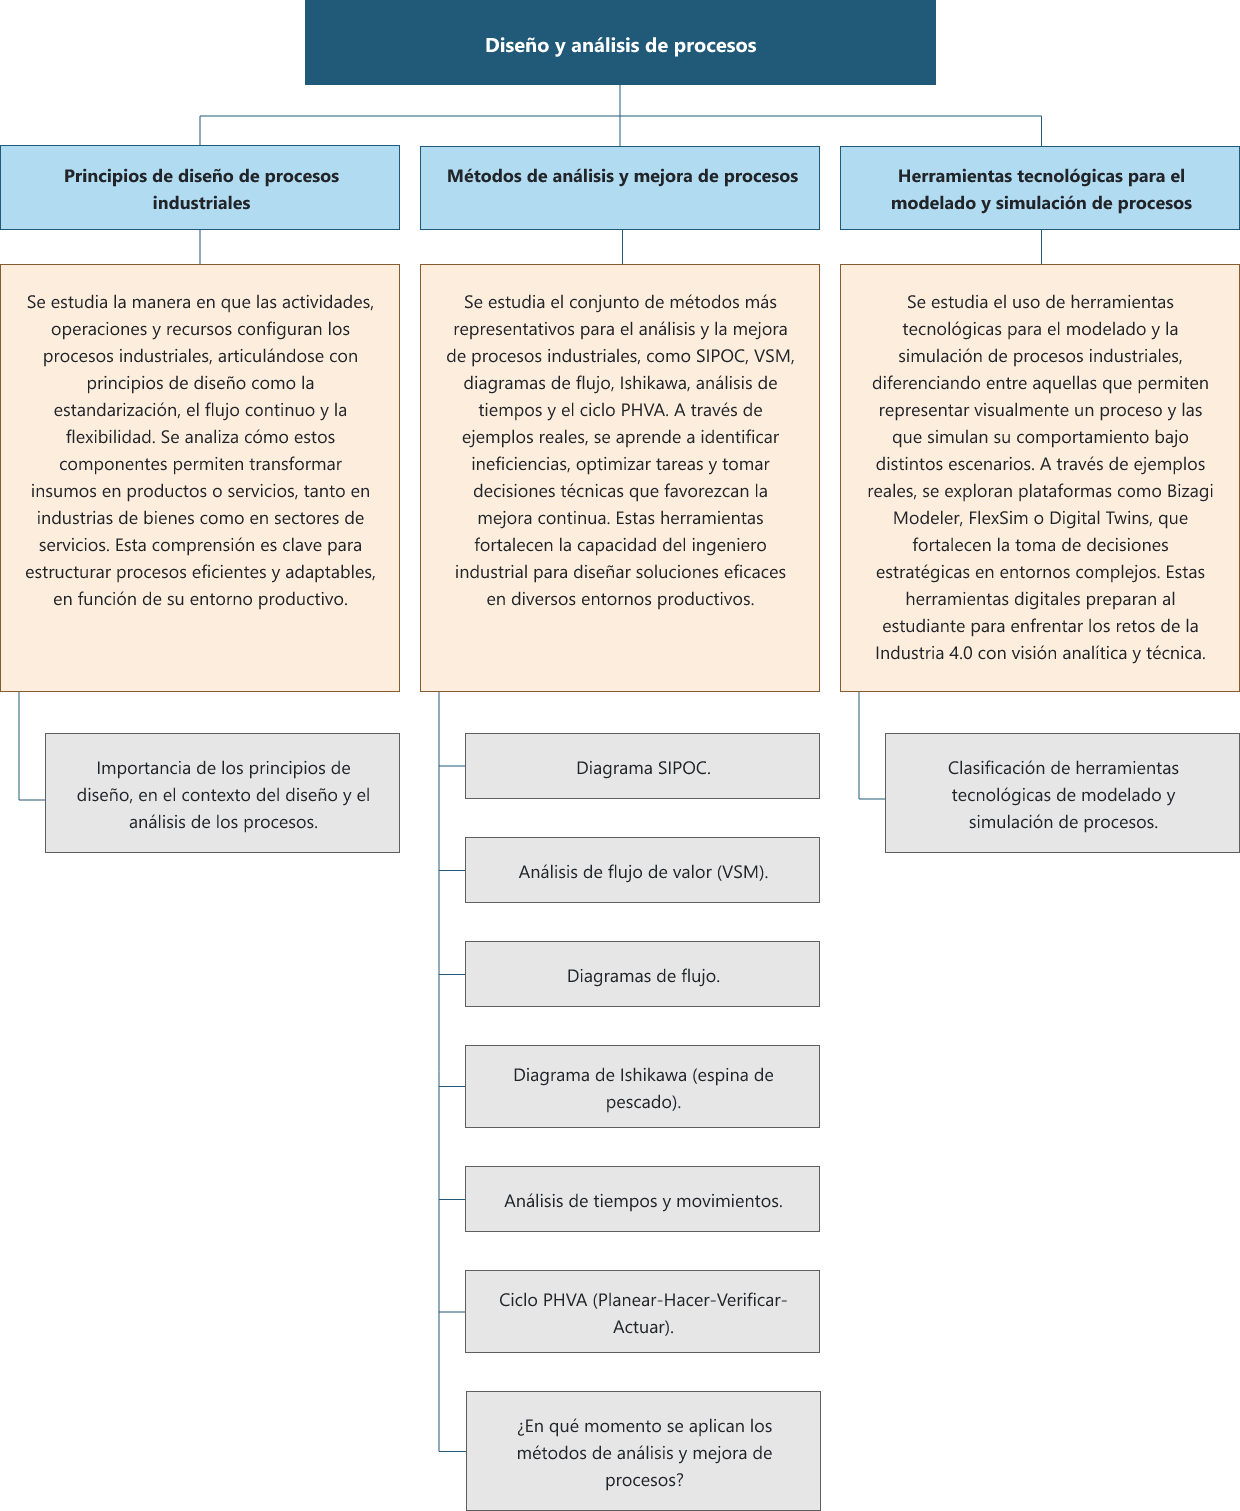 Diseño y análisis de procesos
Principios de diseño de procesos
industriales
Se estudia la manera en que las actividades,
operaciones y recursos configuran los
procesos industriales, articulándose con
principios de diseño como la
estandarización, el flujo continuo y la
flexibilidad. Se analiza cómo estos
componentes permiten transformar
insumos en productos o servicios, tanto en
industrias de bienes como en sectores de
servicios. Esta comprensión es clave para
estructurar procesos eficientes y adaptables,
en función de su entorno productivo.
Importancia de los principios de
diseño, en el contexto del diseño y el
análisis de los procesos.
Métodos de análisis y mejora de procesos
Se estudia el conjunto de métodos más
representativos para el análisis y la mejora
de procesos industriales, como SIPOC, VSM,
diagramas de flujo, Ishikawa, análisis de
tiempos y el ciclo PHVA. A través de
ejemplos reales, se aprende a identificar
ineficiencias, optimizar tareas y tomar
decisiones técnicas que favorezcan la
mejora continua. Estas herramientas
fortalecen la capacidad del ingeniero
industrial para diseñar soluciones eficaces
en diversos entornos productivos.
Diagrama SIPOC.
Análisis de flujo de valor (VSM).
Diagramas de flujo.
Diagrama de Ishikawa (espina de
pescado).
Análisis de tiempos y movimientos.
Ciclo PHVA (Planear-Hacer-Verificar-
Actuar).
¿En qué momento se aplican los
métodos de análisis y mejora de
procesos?
Herramientas tecnológicas para el
modelado y simulación de procesos
Se estudia el uso de herramientas
tecnológicas para el modelado y la
simulación de procesos industriales,
diferenciando entre aquellas que permiten
representar visualmente un proceso y las
que simulan su comportamiento bajo
distintos escenarios. A través de ejemplos
reales, se exploran plataformas como Bizagi
Modeler, FlexSim o Digital Twins, que
fortalecen la toma de decisiones
estratégicas en entornos complejos. Estas
herramientas digitales preparan al
estudiante para enfrentar los retos de la
Industria 4.0 con visión analítica y técnica.
Clasificación de herramientas
tecnológicas de modelado y
simulación de procesos.